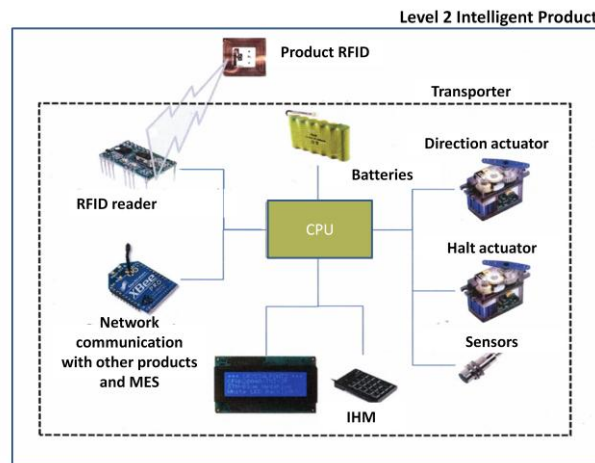 Level 2 Intelligent Product
Product RFID
Transporter
Direction actuator
Batteries
RFID reader
CPU
Halt actuator
XBee
Network
communication
with other products
and MES
Sensors
IHM